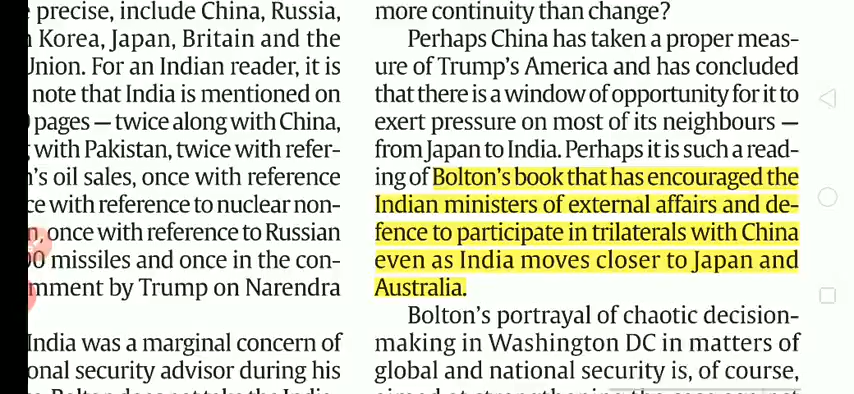 precise, include China, Russia,
Korea, Japan, Britain and the
Union. For an Indian reader, it is
note that India is mentioned on
pages — twice along with China,
with Pakistan, twice with refer-
's oil sales, once with reference
with reference to nuclear non-
once with reference to Russian
missiles and once in the con-
by Trump on Narendra
India was a marginal concern of
security advisor during his
more continuity than change?
Perhaps China has taken a proper meas-
ure of Trump's America and has concluded
that there is a window of opportunity for it to
exert pressure on most of its neighbours —
from Japan to India. Perhaps it is such a read-
ing of Bolton's book that has encouraged the
Indian ministers of external affairs and de-
fence to participate in trilaterals with China
even as India moves closer to Japan and
Australia.
Bolton's portrayal of chaotic decision-
making in Washington DC in matters of
global and national security is, of course,